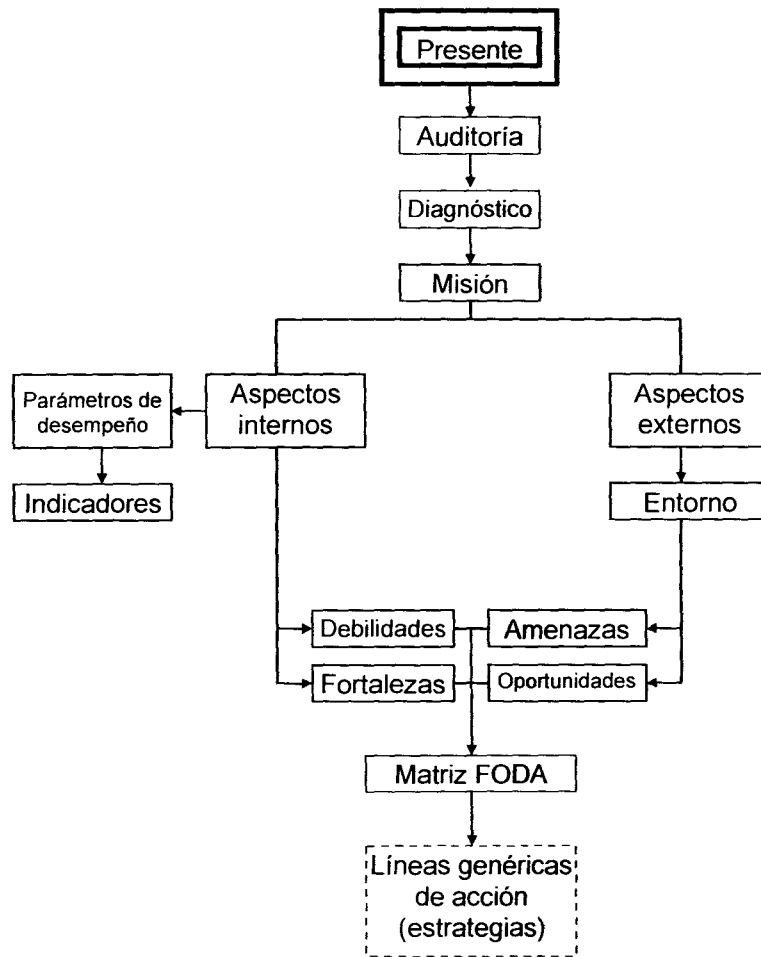 Presente
Auditoría
Diagnóstico
Misión
Parámetros de
desempeño
Aspectos
internos
Aspectos
externos
Indicadores
Entorno
Debilidades
Amenazas
Fortalezas
Oportunidades
Matriz FODA
Líneas genéricas
de acción
(estrategias)